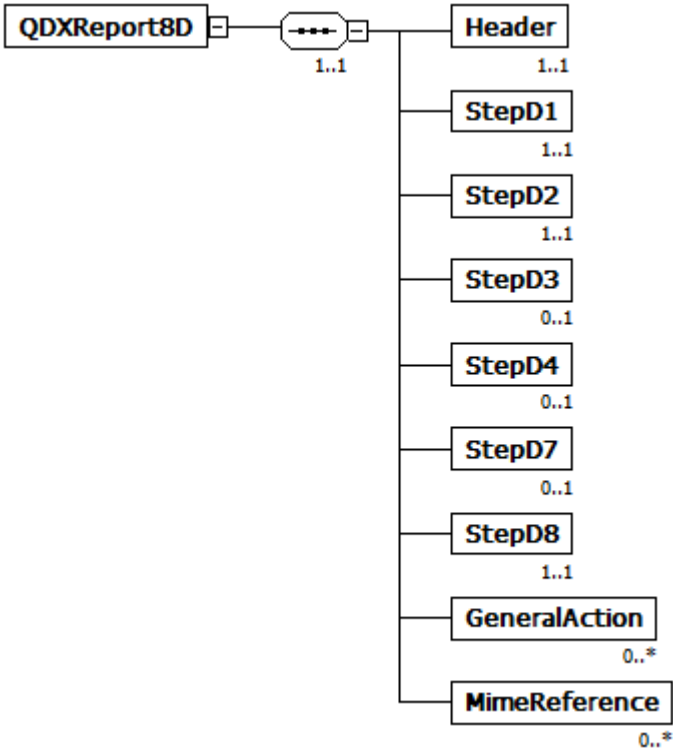 QDXReport8D
1..1
Header
1..1
StepD1
1..1
StepD2
1..1
StepD3
0..1
StepD4
0..1
StepD7
0..1
StepD8
1..1
GeneralAction
0..*
MimeReference
0..*